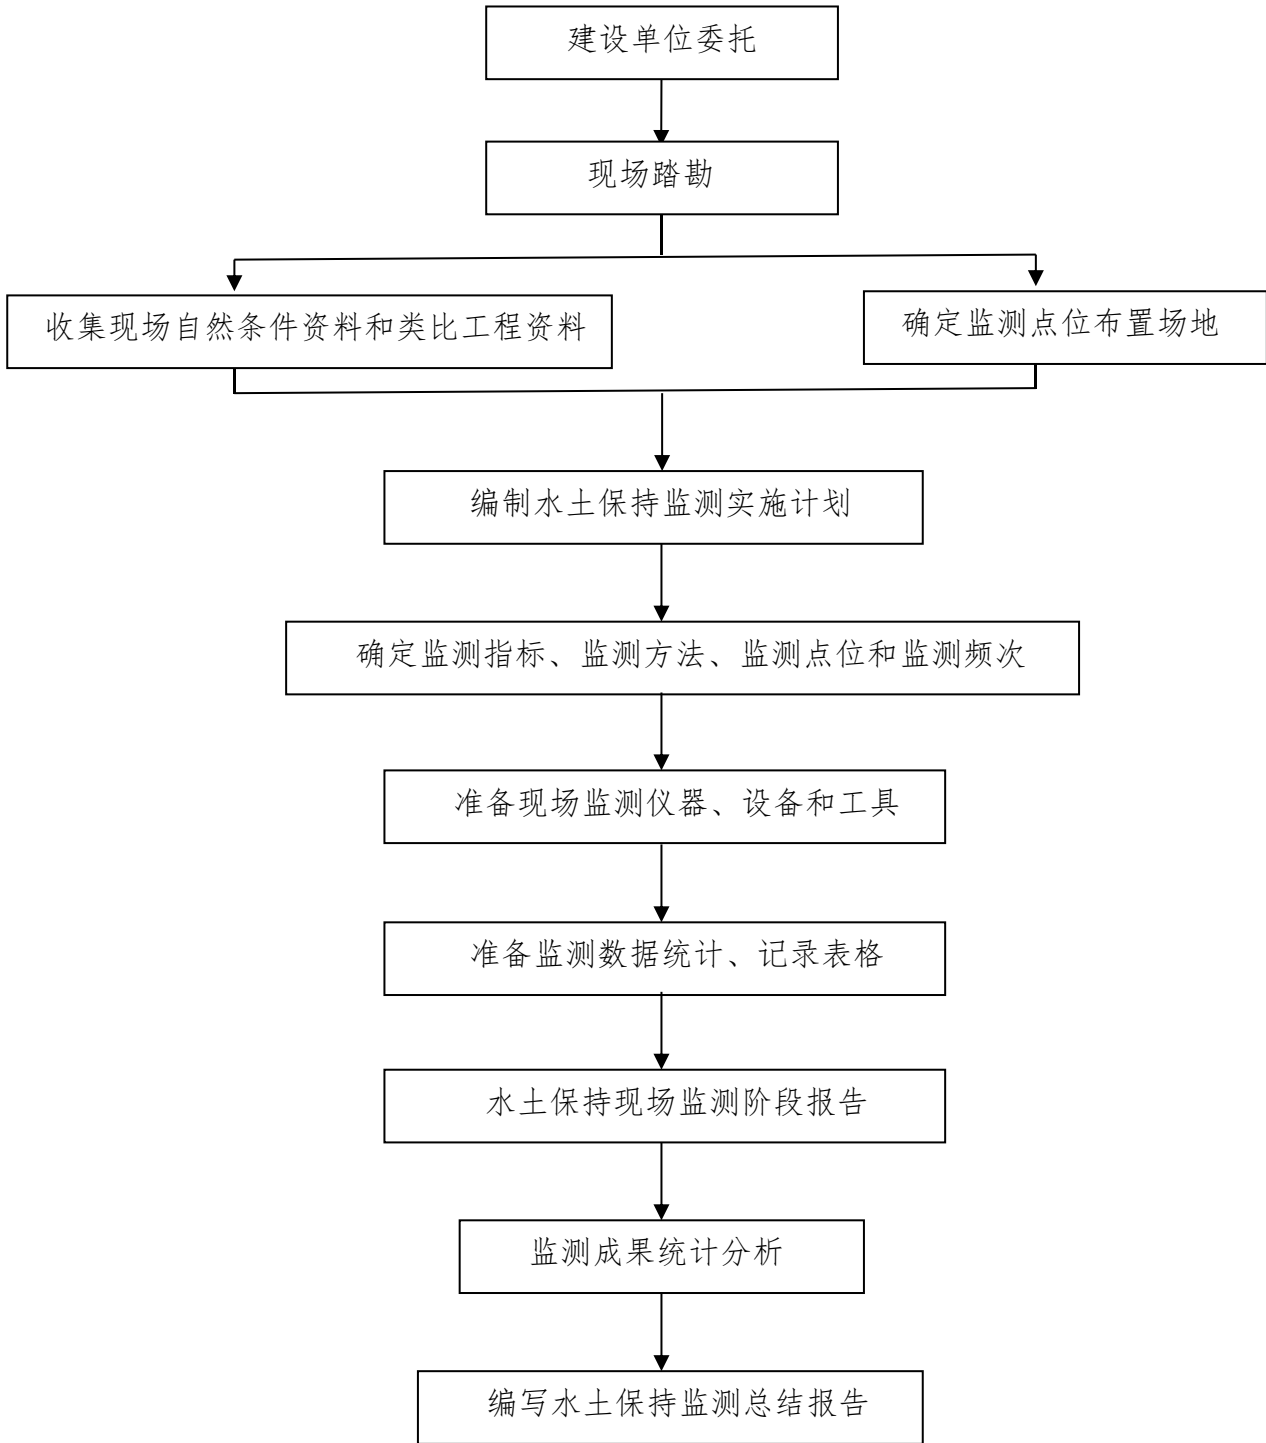 建设单位委托
现场踏勘
收集现场自然条件资料和类比工程资料
确定监测点位布置场地
编制水土保持监测实施计划
确定监测指标、监测方法、监测点位和监测频次
准备现场监测仪器、设备和工具
准备监测数据统计、记录表格
水土保持现场监测阶段报告
监测成果统计分析
编写水土保持监测总结报告